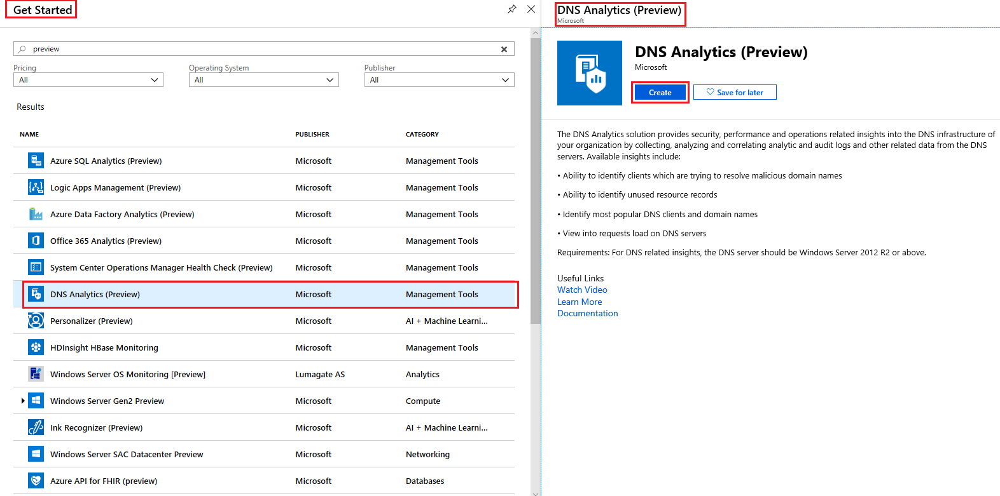 Get Started
preview
Pricing
Operating System
Publisher
All
All
All
Results
NAME PUBLISHER CATEGORY
Azure SQL Analytics (Preview) Microsoft Management Tools
Logic Apps Management (Preview) Microsoft Management Tools
Azure Data Factory Analytics (Preview) Microsoft Management Tools
Office 365 Analytics (Preview) Microsoft Management Tools
System Center Operations Manager Health Check (Preview) Microsoft Management Tools
DNS Analytics (Preview) Microsoft Management Tools
Personalizer (Preview) Microsoft AI + Machine Learni...
HDInsight HBase Monitoring Microsoft Management Tools
Windows Server OS Monitoring [Preview] Lumagate AS Analytics
Windows Server Gen2 Preview Microsoft Compute
Ink Recognizer (Preview) Microsoft AI + Machine Learni...
Windows Server SAC Datacenter Preview Microsoft Networking
Azure API for FHIR (preview) Microsoft Databases
DNS Analytics (Preview)
Microsoft
DNS Analytics (Preview)
Microsoft
Create
Save for later
The DNS Analytics solution provides security, performance and operations related insights into the DNS infrastructure of
your organization by collecting, analyzing and correlating analytic and audit logs and other related data from the DNS
servers. Available insights include:
• Ability to identify clients which are trying to resolve malicious domain names
• Ability to identify unused resource records
• Identify most popular DNS clients and domain names
• View into requests load on DNS servers
Requirements: For DNS related insights, the DNS server should be Windows Server 2012 R2 or above.
Useful Links
Watch Video
Learn More
Documentation